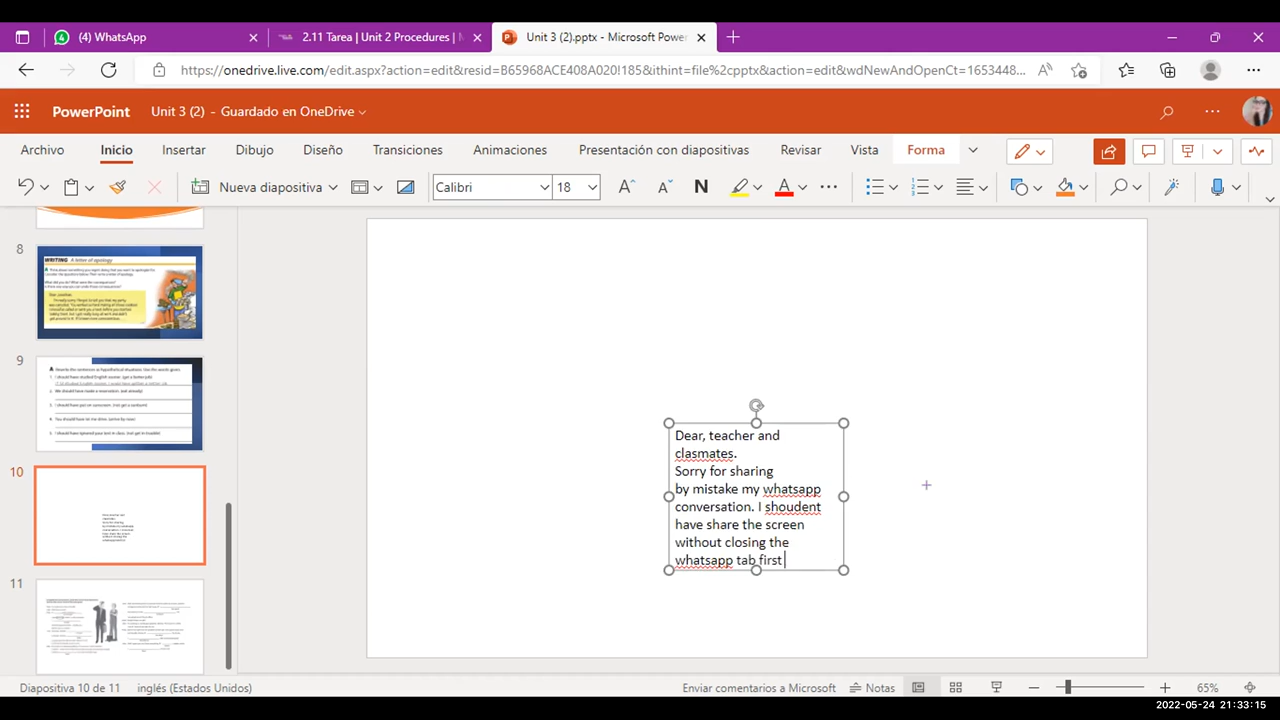 (4) WhatsApp
2.11 Tarea | Unit 2 Procedures |
Unit 3 (2).pptx - Microsoft Power
https://onedrive.live.com/edit.aspx?action=edit&resid=B65968ACE408A020!185&ithint=file%2cpptx&action=edit&wdNewAndOpenCt=1653448...
PowerPoint
Unit 3 (2) - Guardado en OneDrive
Archivo Inicio Insertar Dibujo Diseño Transiciones Animaciones Presentación con diapositivas Revisar Vista Forma
Nueva diapositiva Calibri 18 A A N A
8
WRITING A letter of apology
9
10
11
Dear, teacher and
clasmates.
Sorry for sharing
by mistake my whatsapp
conversation. I shoudent
have share the screen
without closing the
whatsapp tab first
Diapositiva 10 de 11 inglés (Estados Unidos) Enviar comentarios a Microsoft Notas 65%
2022-05-24 21:33:15